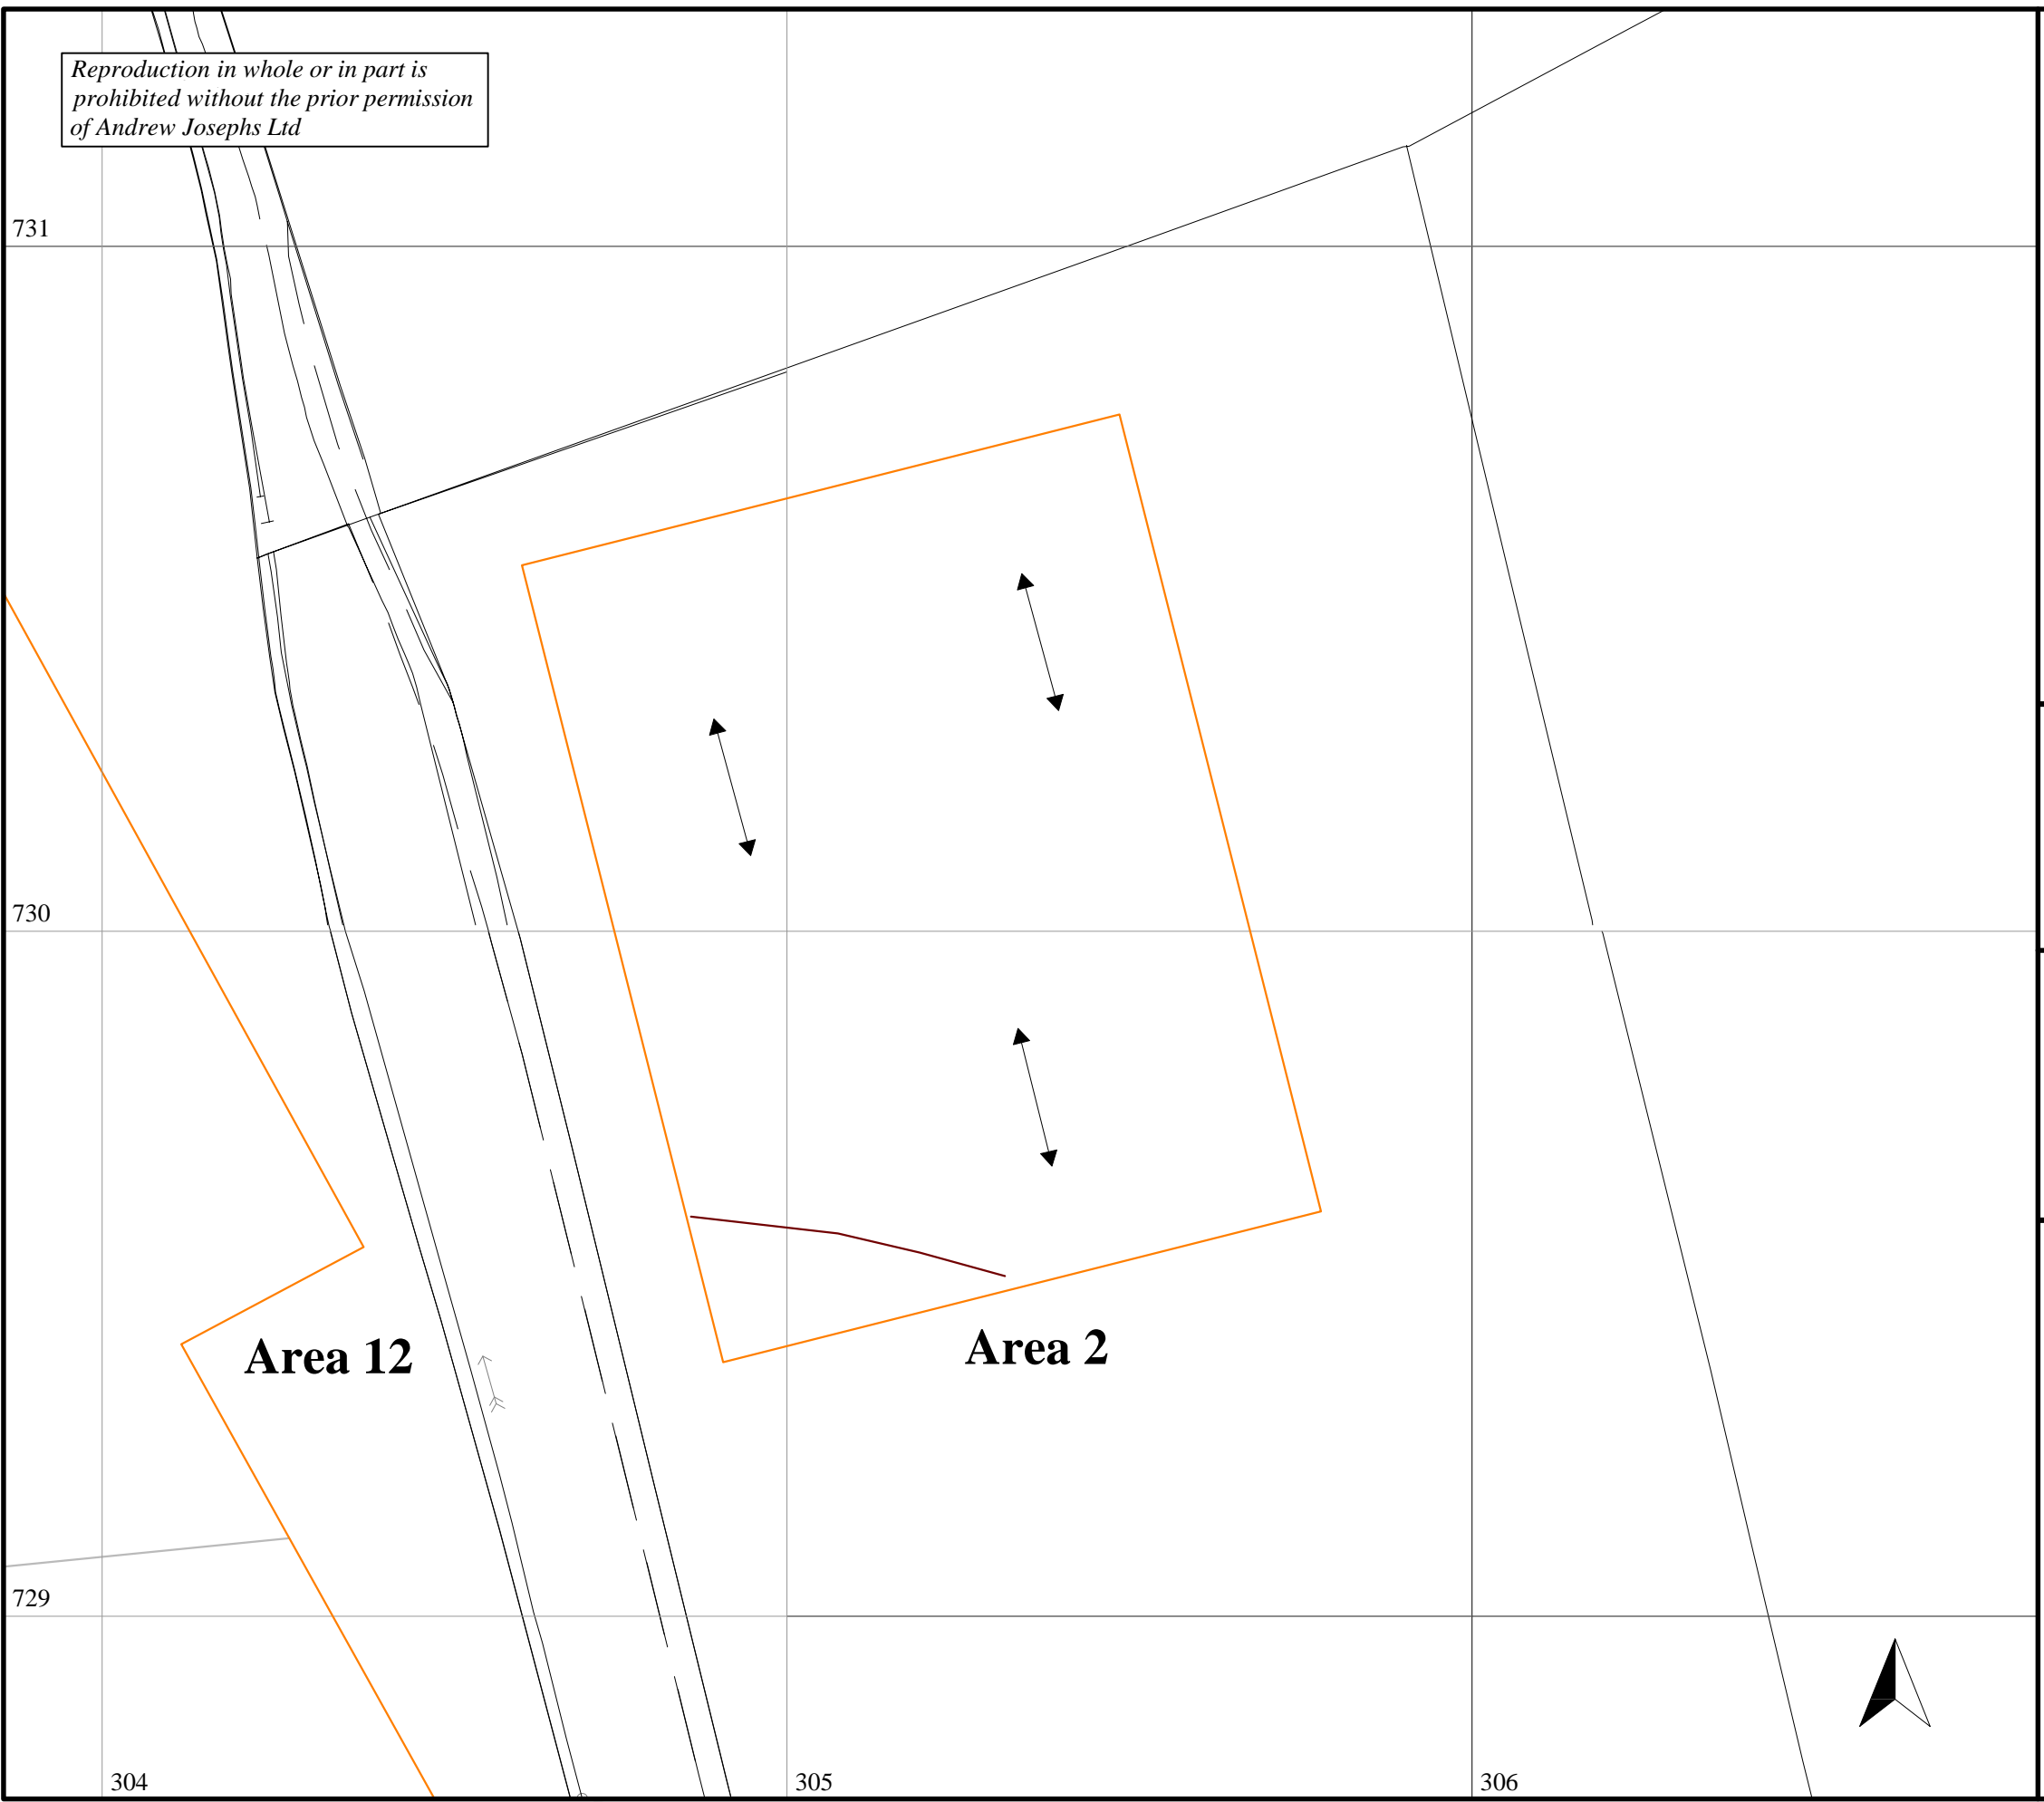 Reproduction in whole or in part is
prohibited without the prior permission
of Andrew Josephs Ltd
731
730
Area 12
Area 2
729
304
305
306